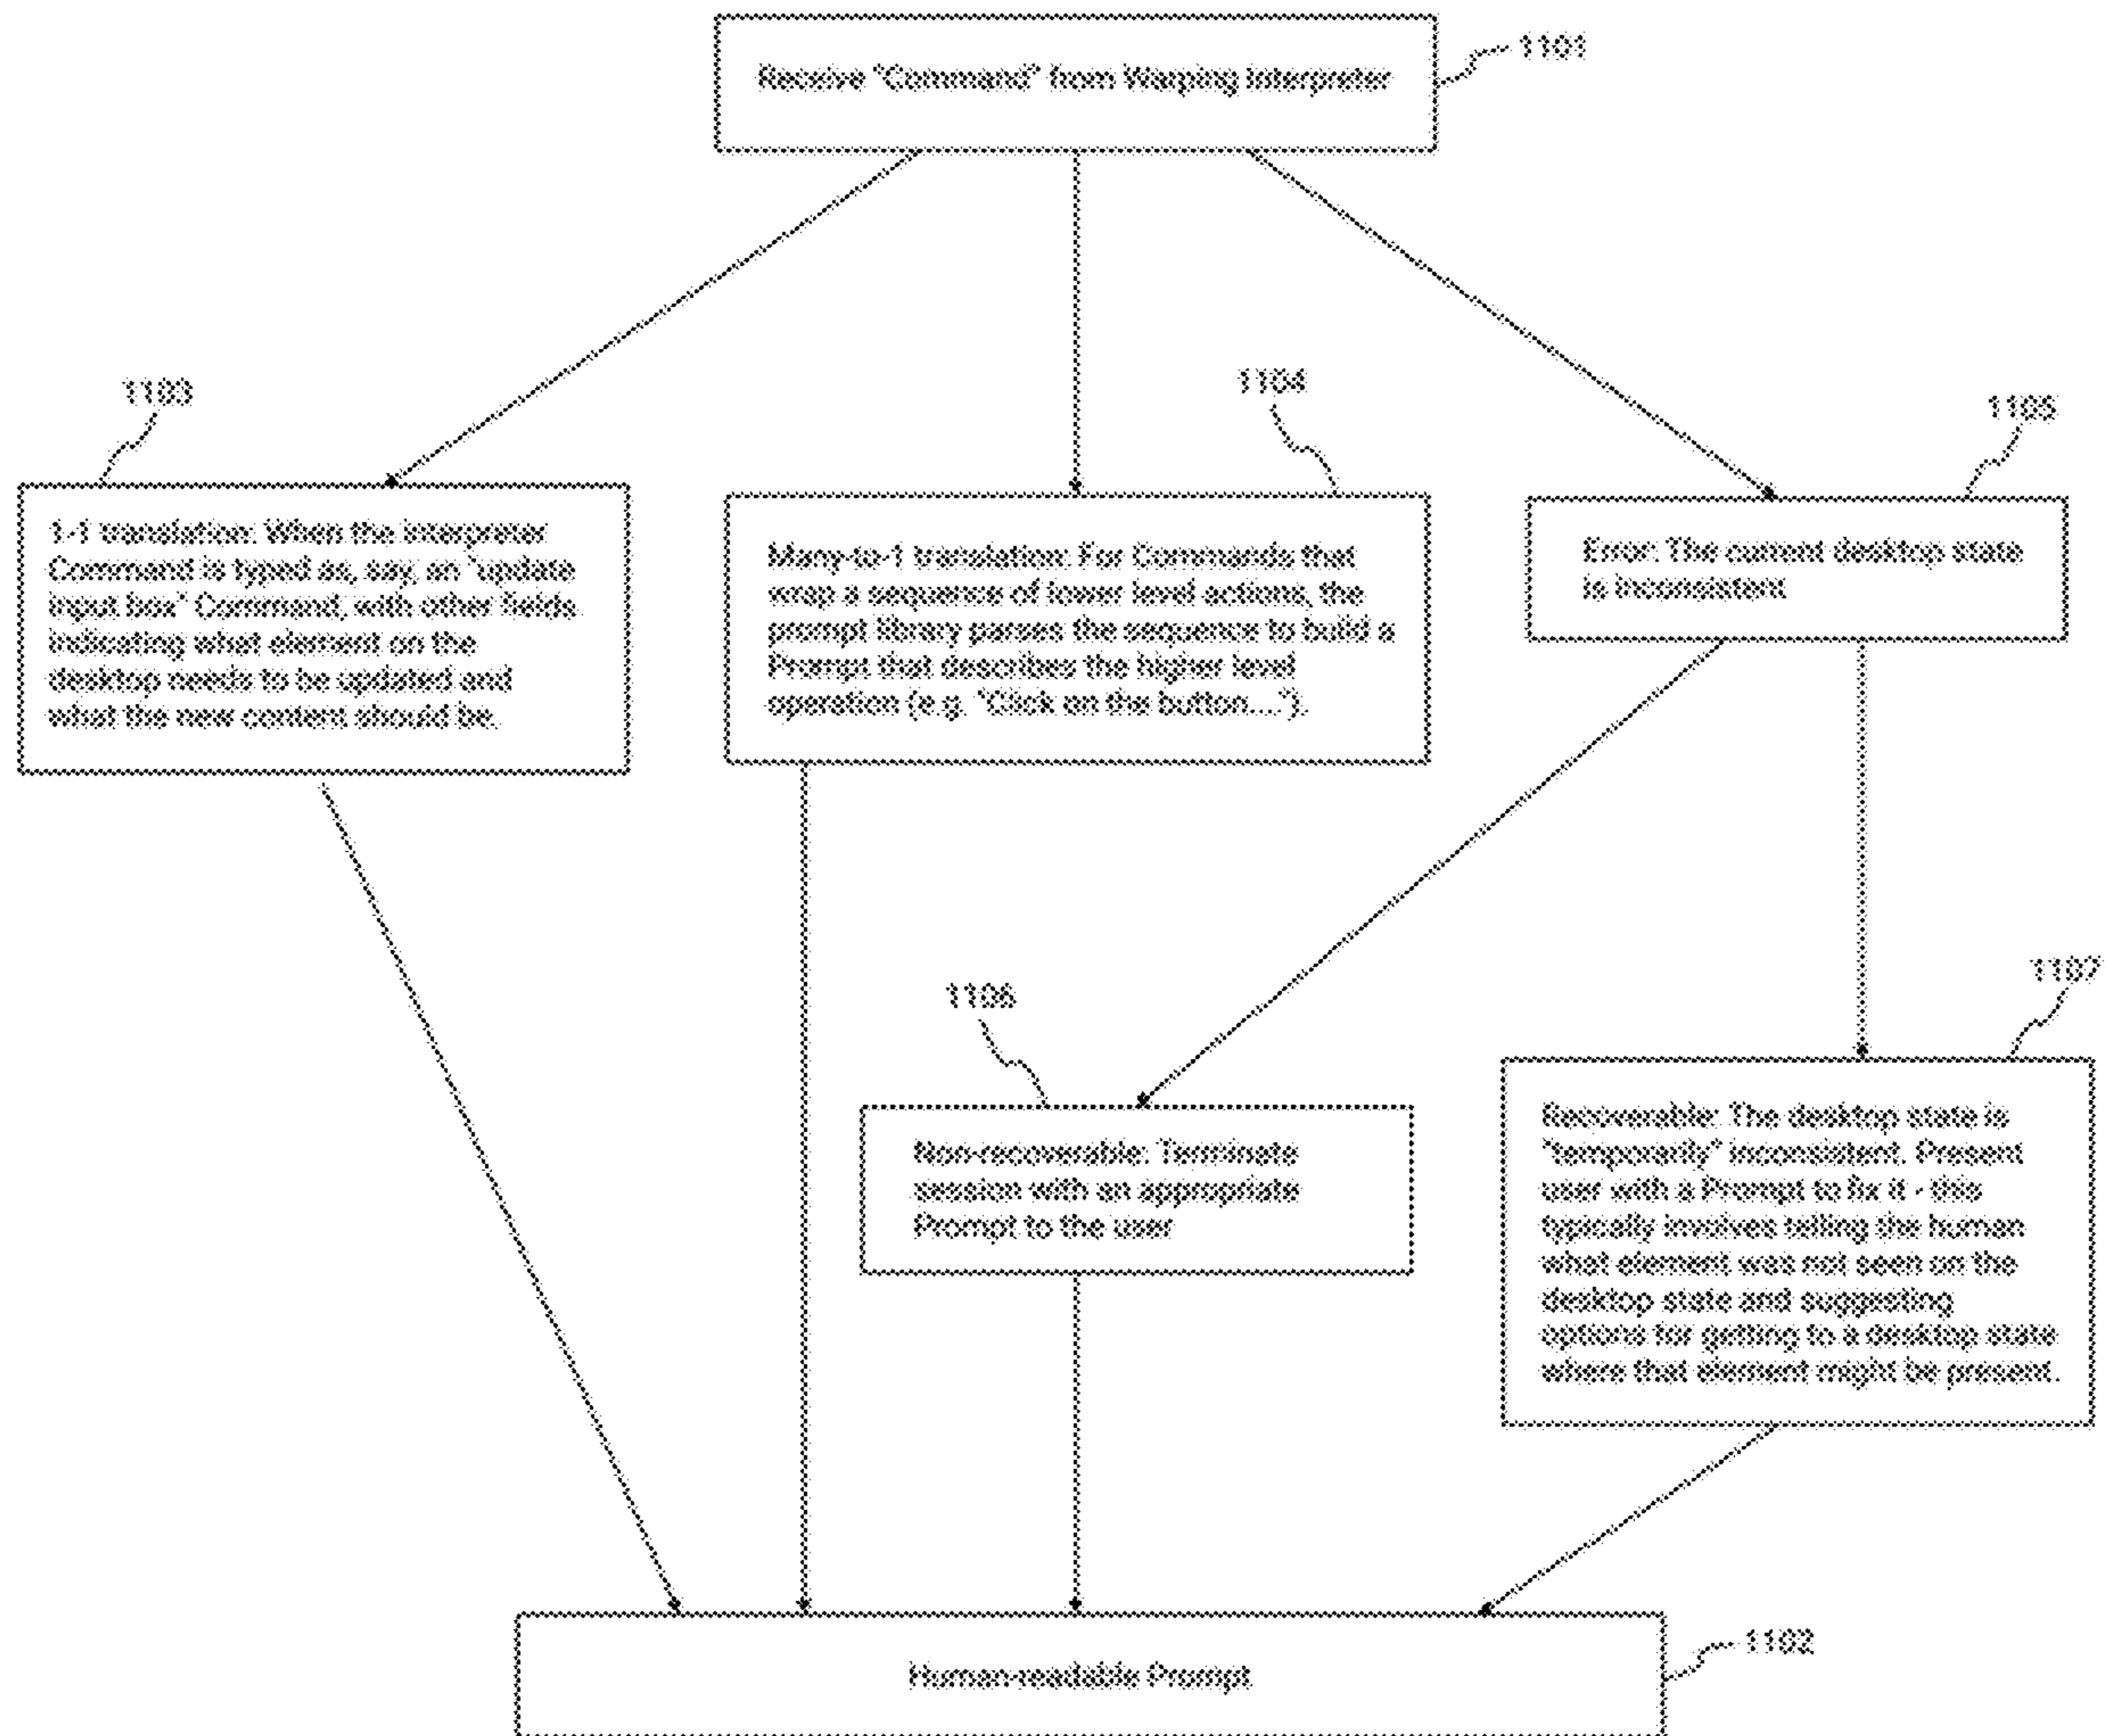 Receive "Command" from Warping Interpreter
1101
1103
1104
1105
1-1 translation: When the interpreter
Command is typed as, say, an "update
input box" Command, with other fields
indicating what element on the
desktop needs to be updated and
what the new content should be.
Many-to-1 translation: For Commands that
wrap a sequence of lower level actions, the
prompt library parses the sequence to build a
Prompt that describes the higher level
operation (e.g. "Click on the button....").
Error: The current desktop state
is inconsistent
1106
1107
Non-recoverable: Terminate
session with an appropriate
Prompt to the user
Recoverable: The desktop state is
"temporarily" inconsistent. Present
user with a Prompt to fix it - this
typically involves telling the human
what element was not seen on the
desktop state and suggesting
options for getting to a desktop state
where that element might be present.
Human-readable Prompt
1102